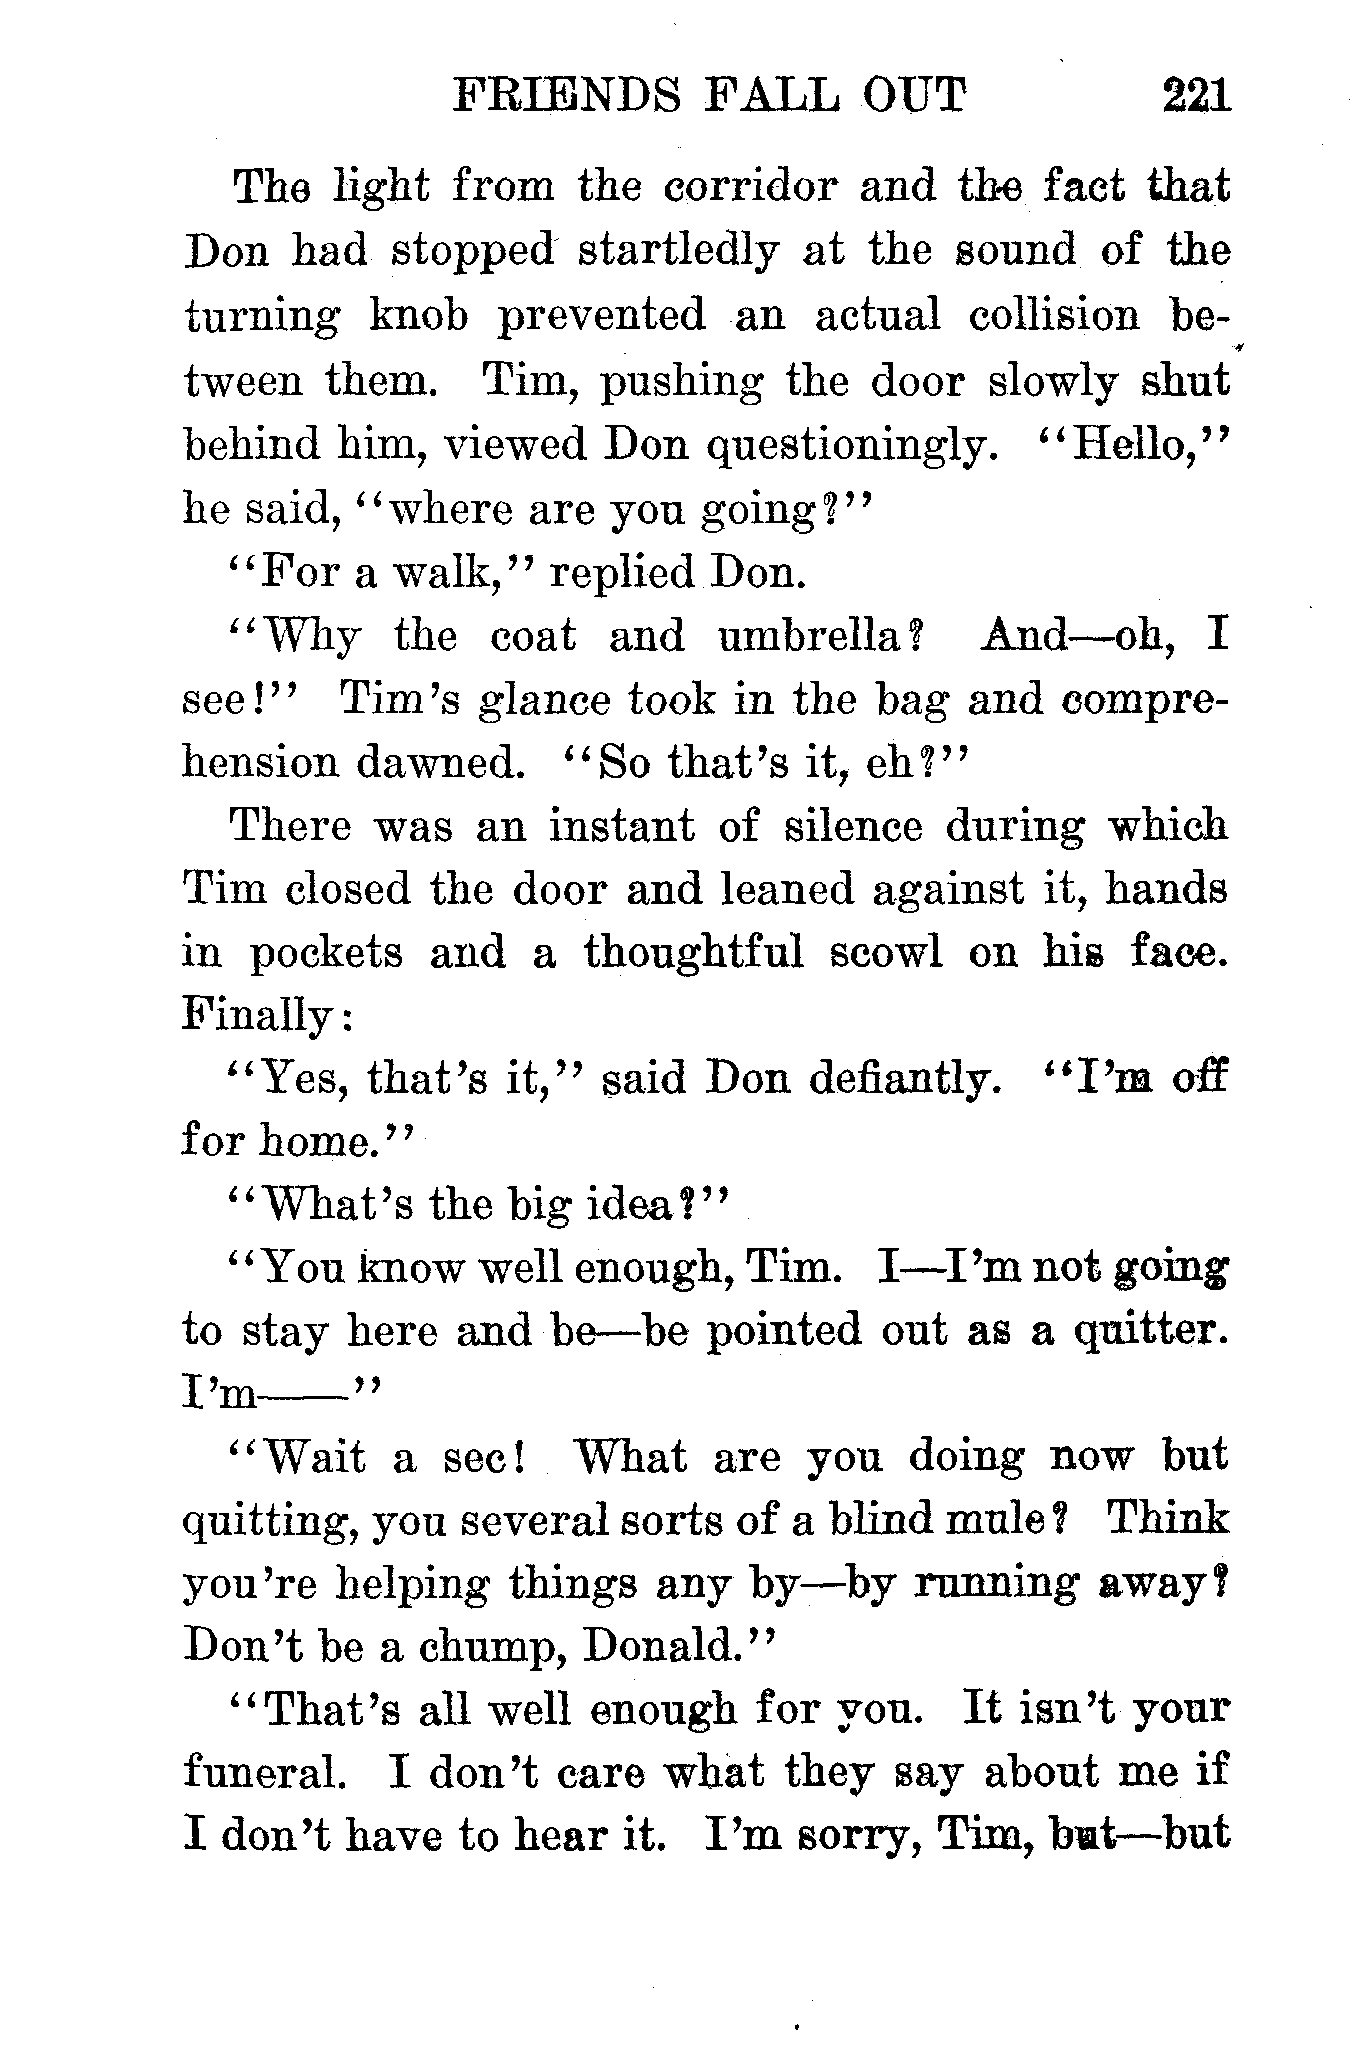 FRIENDS FALL OUT 221
The light from the corridor and the fact that
Don had stopped startledly at the sound of the
turning knob prevented an actual collision be-
tween them. Tim, pushing the door slowly shut
behind him, viewed Don questioningly. "Hello,"
he said, "where are you going?"
"For a walk," replied Don.
"Why the coat and umbrella? And—oh, I
see!" Tim's glance took in the bag and compre-
hension dawned. "So that's it, eh?"
There was an instant of silence during which
Tim closed the door and leaned against it, hands
in pockets and a thoughtful scowl on his face.
Finally:
"Yes, that's it," said Don defiantly. "I'm off
for home."
"What's the big idea?"
"You know well enough, Tim. I—I'm not going
to stay here and be—be pointed out as a quitter.
I'm——"
"Wait a sec! What are you doing now but
quitting, you several sorts of a blind mule? Think
you're helping things any by—by running away?
Don't be a chump, Donald."
"That's all well enough for you. It isn't your
funeral. I don't care what they say about me if
I don't have to hear it. I'm sorry, Tim, but—but